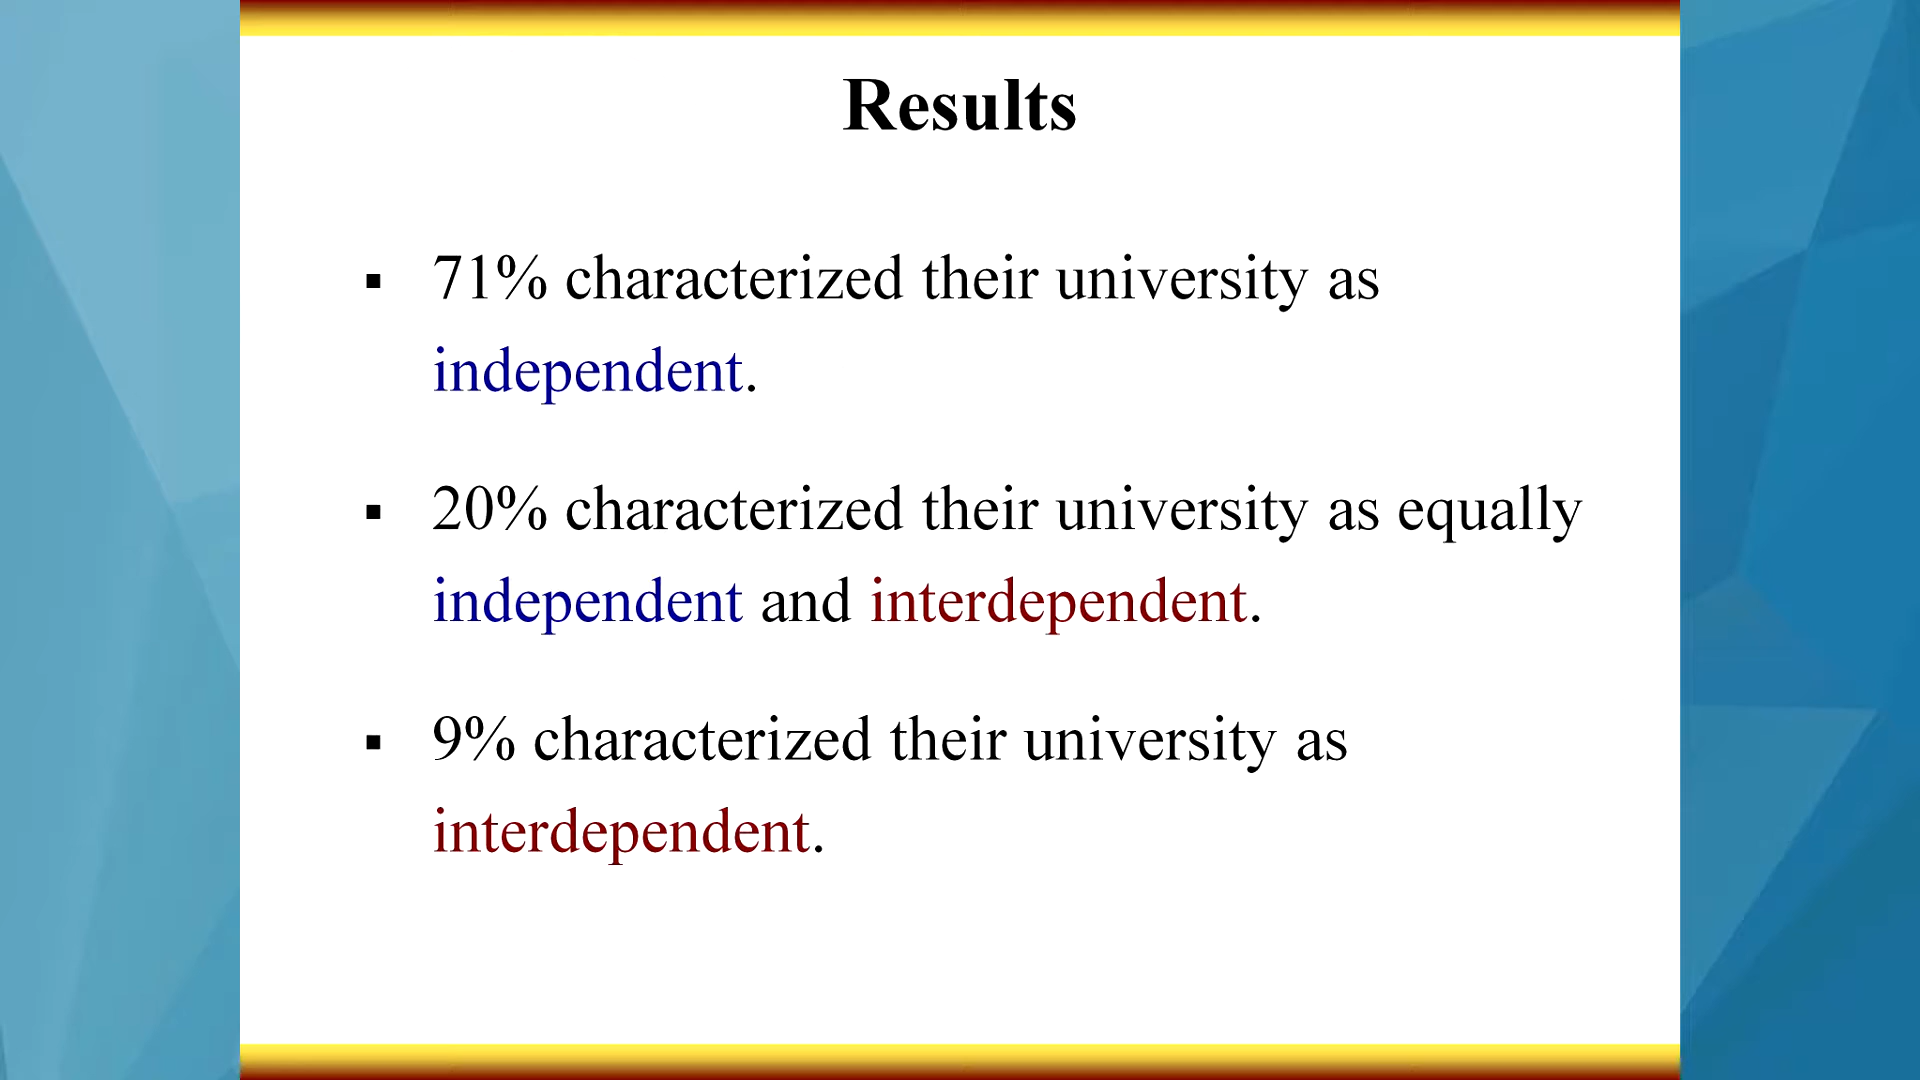 Results
▪ 71% characterized their university as
independent.
▪ 20% characterized their university as equally
independent and interdependent.
▪ 9% characterized their university as
interdependent.